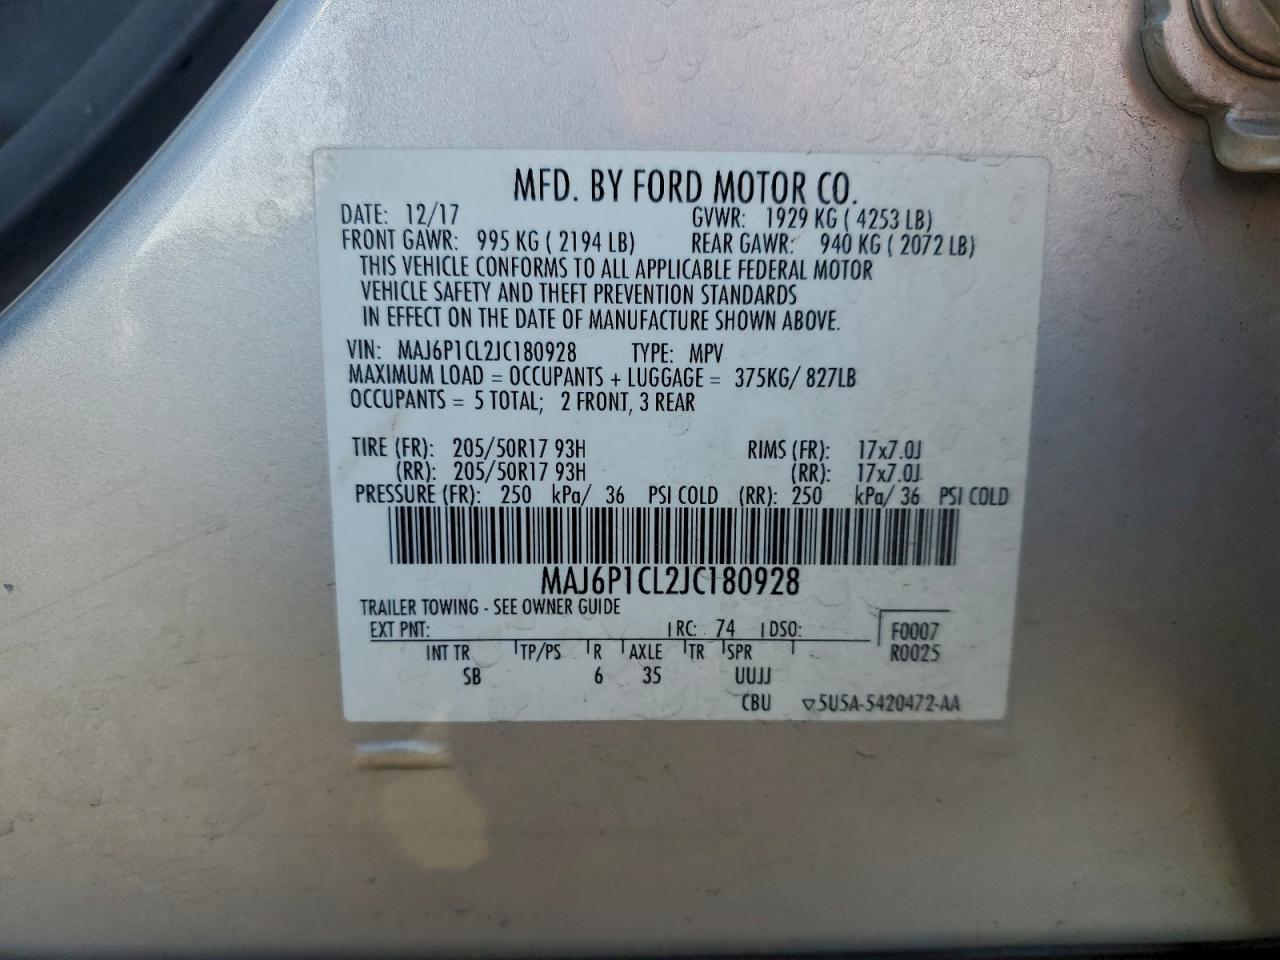 MFD. BY FORD MOTOR CO.
DATE: 12/17 GVWR: 1929 KG ( 4253 LB)
FRONT GAWR: 995 KG ( 2194 LB) REAR GAWR: 940 KG ( 2072 LB)
THIS VEHICLE CONFORMS TO ALL APPLICABLE FEDERAL MOTOR
VEHICLE SAFETY AND THEFT PREVENTION STANDARDS
IN EFFECT ON THE DATE OF MANUFACTURE SHOWN ABOVE.
VIN: MAJ6P1CL2JC180928 TYPE: MPV
MAXIMUM LOAD = OCCUPANTS + LUGGAGE = 375KG/ 827LB
OCCUPANTS = 5 TOTAL; 2 FRONT, 3 REAR
TIRE (FR): 205/50R17 93H RIMS (FR): 17x7.0J
(RR): 205/50R17 93H (RR): 17x7.0J
PRESSURE (FR): 250 kPa/ 36 PSI COLD (RR): 250 kPa/ 36 PSI COLD
MAJ6P1CL2JC180928
TRAILER TOWING - SEE OWNER GUIDE
EXT PNT: RC: 74 DSO: F0007
INT TR TP/PS R AXLE TR SPR R0025
SB 6 35 UUJJ
CBU ▽5U5A-5420472-AA